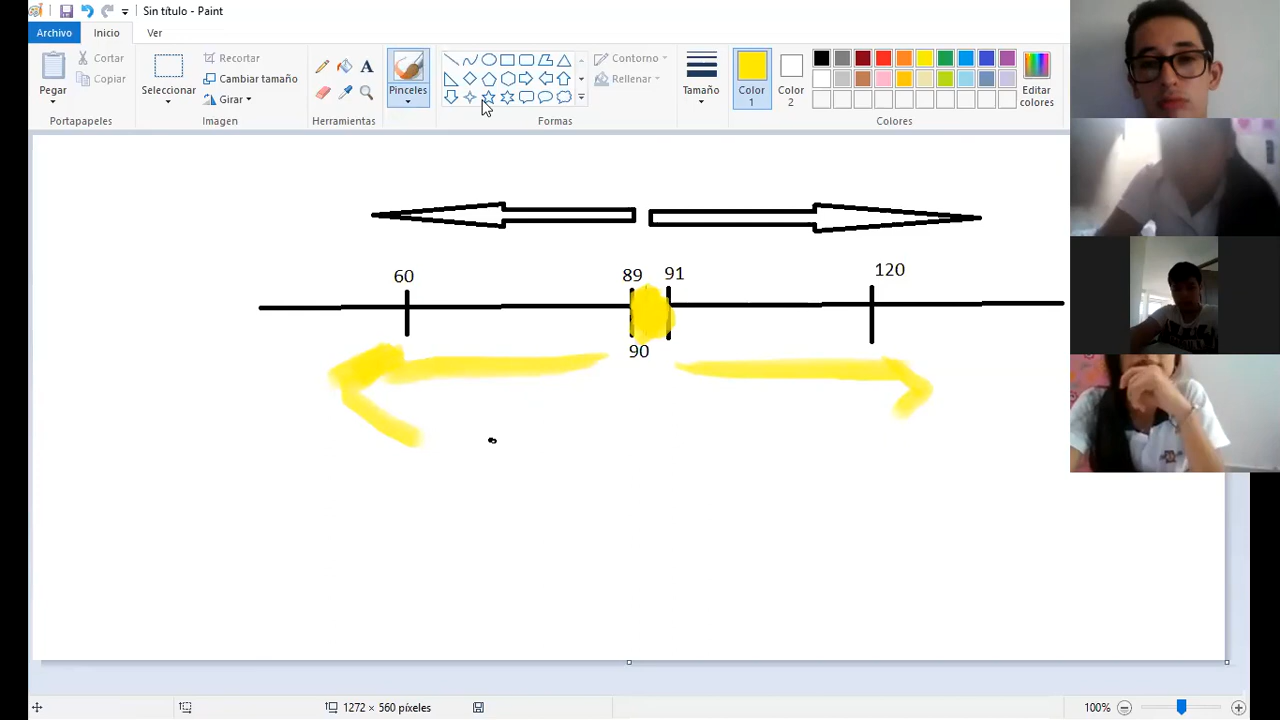 Sin título - Paint
Archivo
Inicio
Ver
Pegar
Cortar
Copiar
Portapapeles
Seleccionar
Recortar
Cambiar tamaño
Girar
Imagen
Herramientas
Pinceles
Contorno
Rellenar
Formas
Tamaño
Color 1
Color 2
Editar colores
Colores
60
89
91
120
90
1272 × 560 píxeles
100%